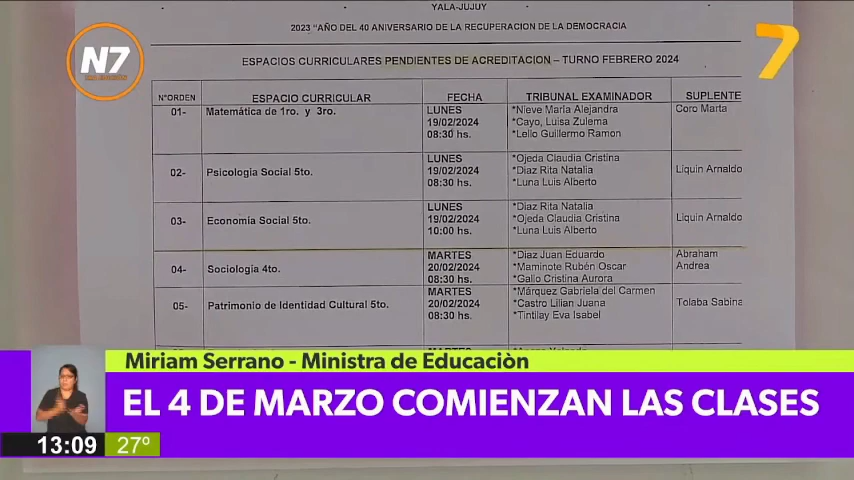 YALA-JUJUY
2023 "AÑO DEL 40 ANIVERSARIO DE LA RECUPERACION DE LA DEMOCRACIA
ESPACIOS CURRICULARES PENDIENTES DE ACREDITACION – TURNO FEBRERO 2024
N7
7
N°ORDEN ESPACIO CURRICULAR FECHA TRIBUNAL EXAMINADOR SUPLENTE
01- Matemática de 1ro. y 3ro. LUNES *Nieve María Alejandra Coro Marta
19/02/2024 *Cayo, Luisa Zulema
08:30 hs. *Lello Guillermo Ramon
02- Psicología Social 5to. LUNES *Ojeda Claudia Cristina Liquin Arnaldo
19/02/2024 *Diaz Rita Natalia
08:30 hs. *Luna Luis Alberto
03- Economía Social 5to. LUNES *Diaz Rita Natalia Liquin Arnaldo
19/02/2024 *Ojeda Claudia Cristina
10:00 hs. *Luna Luis Alberto
04- Sociología 4to. MARTES *Diaz Juan Eduardo Abraham
20/02/2024 *Maminote Rubén Oscar Andrea
08:30 hs. *Galio Cristina Aurora
05- Patrimonio de Identidad Cultural 5to. MARTES *Márquez Gabriela del Carmen Tolaba Sabina
20/02/2024 *Castro Lilian Juana
08:30 hs. *Tintilay Eva Isabel
Miriam Serrano - Ministra de Educaciòn
EL 4 DE MARZO COMIENZAN LAS CLASES
13:09 27º